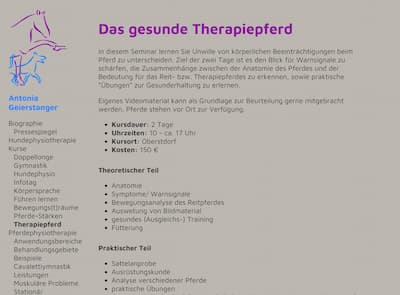 Das gesunde Therapiepferd
In diesem Seminar lernen Sie Unwille von körperlichen Beeinträchtigungen beim
Pferd zu unterscheiden. Ziel der zwei Tage ist es den Blick für Warnsignale zu
schärfen, die Zusammenhänge zwischen der Anatomie des Pferdes und der
Bedeutung für das Reit- bzw. Therapiepferdes zu erkennen, sowie praktische
"Übungen" zur Gesunderhaltung zu erlernen.
Eigenes Videomaterial kann als Grundlage zur Beurteilung gerne mitgebracht
werden. Pferde stehen vor Ort zur Verfügung.
Kursdauer: 2 Tage
Uhrzeiten: 10 - ca. 17 Uhr
Kursort: Oberstdorf
Kosten: 150 €
Theoretischer Teil
Anatomie
Symptome/ Warnsignale
Bewegungsanalyse des Reitpferdes
Auswetung von Bildmaterial
gesundes (Ausgleichs-) Training
Fütterung
Praktischer Teil
Sattelanprobe
Ausrüstungskunde
Analyse verschiedener Pferde
praktische Übungen
Antonia
Geierstanger
Biographie
Pressespiegel
Hundephysiotherapie
Kurse
Doppellonge
Gymnastik
Hundephysio
Infotag
Körpersprache
Führen lernen
Bewegungs(t)räume
Pferde-Stärken
Therapiepferd
Pferdephysiotherapie
Anwendungsbereiche
Behandlungsgebiete
Beispiele
Cavalettiymnastik
Leistungen
Muskuläre Probleme
Stationär